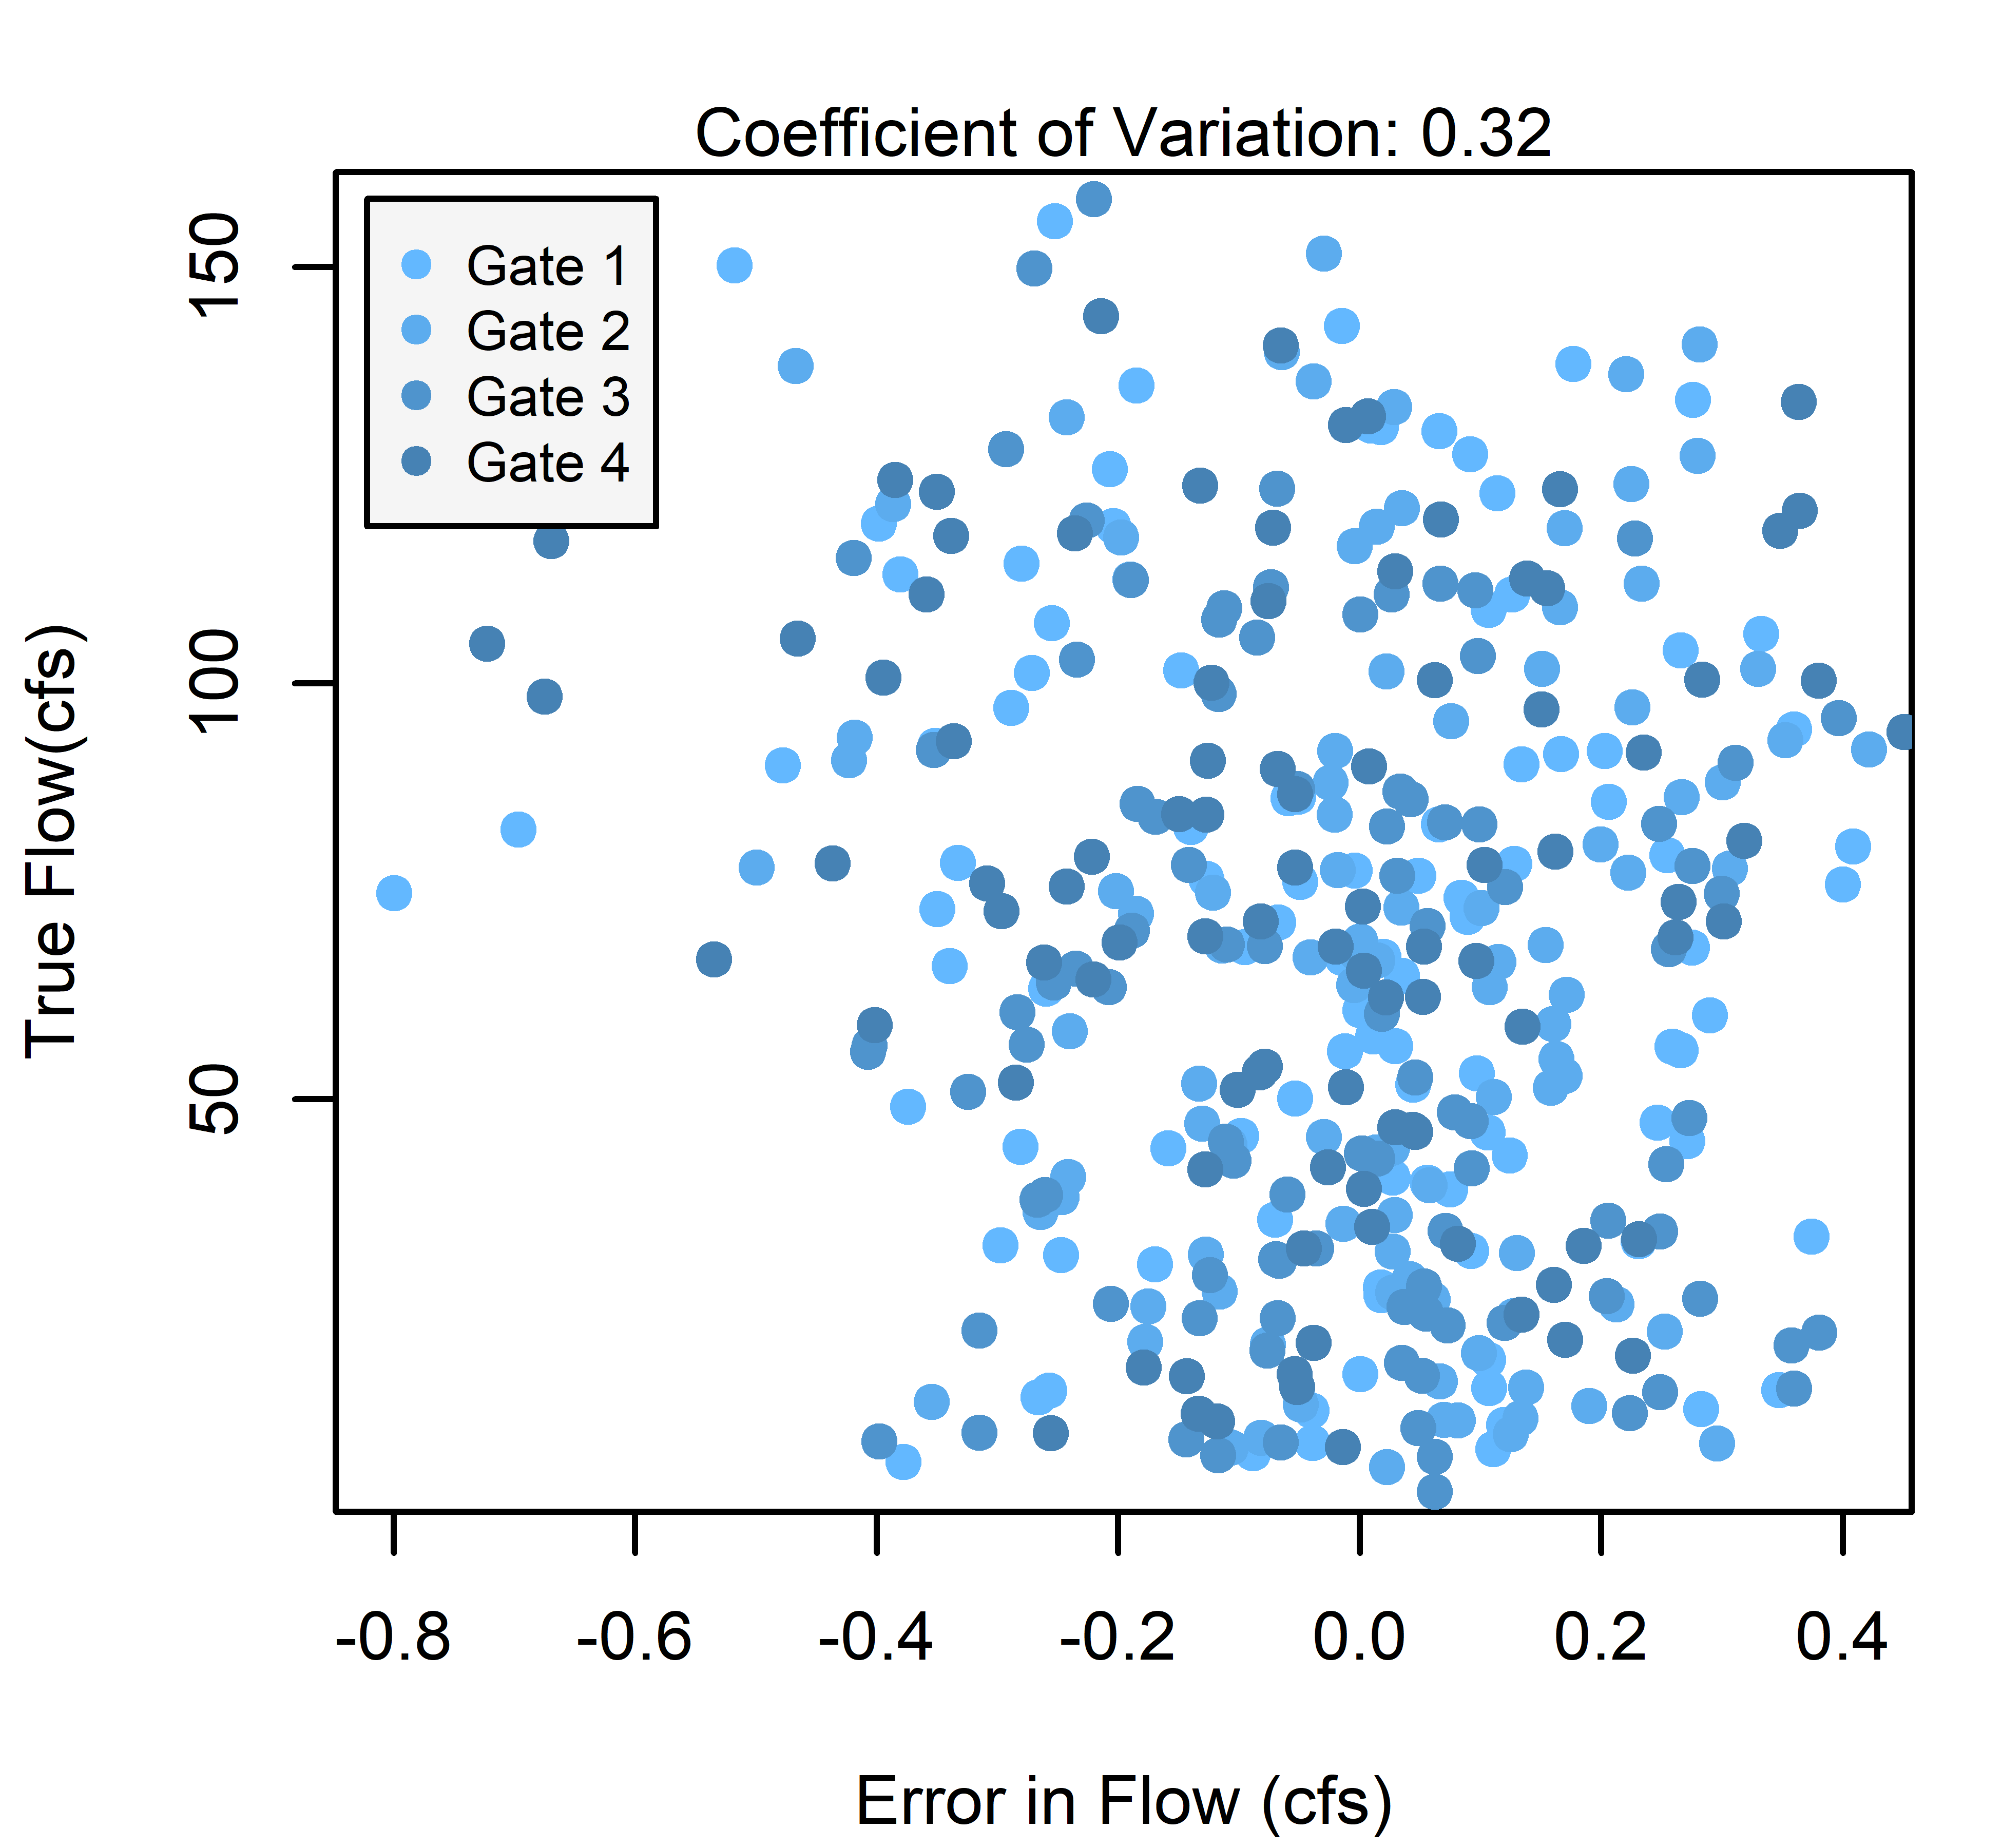 Coefficient of Variation: 0.32
Gate 1
Gate 2
Gate 3
Gate 4
True Flow(cfs)
150
100
50
-0.8 -0.6 -0.4 -0.2 0.0 0.2 0.4
Error in Flow (cfs)